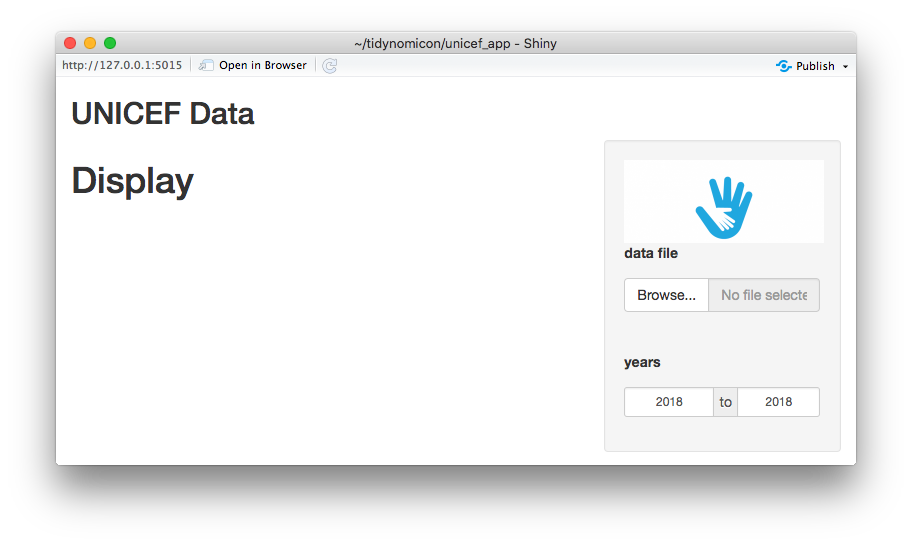 ~/tidynomicon/unicef_app - Shiny
http://127.0.0.1:5015 Open in Browser Publish
UNICEF Data
Display
data file
Browse... No file selecte
years
2018 to 2018